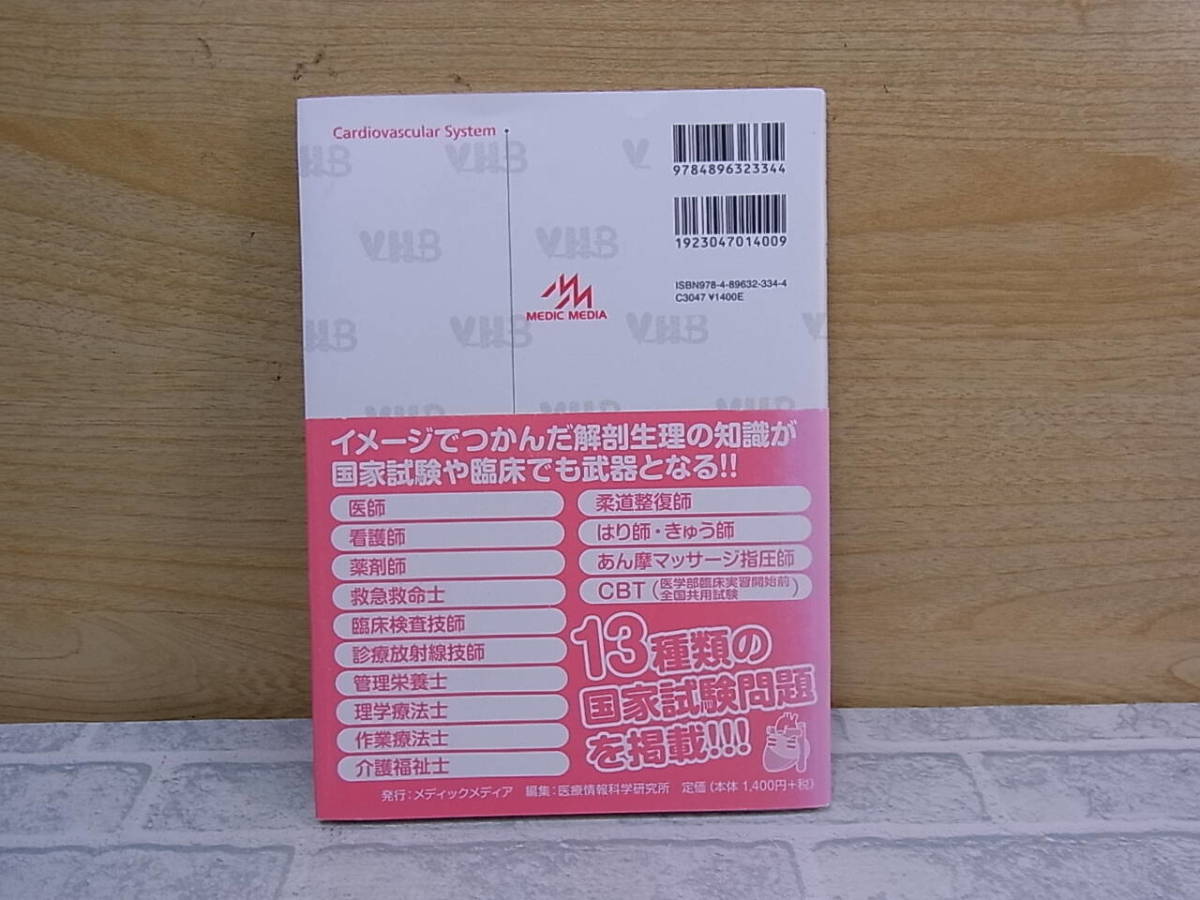 Cardiovascular System
VHB
VHB
9784896323344
1923047014009
VHB
VHB
ISBN978-4-89632-334-4
C3047 ¥1400E
MEDIC MEDIA
VHB
VHB
VHB
イメージでつかんだ解剖生理の知識が
国家試験や臨床でも武器となる!!
医師
看護師
薬剤師
救急救命士
臨床検査技師
診療放射線技師
管理栄養士
理学療法士
作業療法士
介護福祉士
柔道整復師
はり師・きゅう師
あん摩マッサージ指圧師
CBT(医学部臨床実習開始前
全国共用試験)
13種類の
国家試験問題
を掲載!!!
発行:メディックメディア 編集:医療情報科学研究所 定価(本体 1,400円+税)